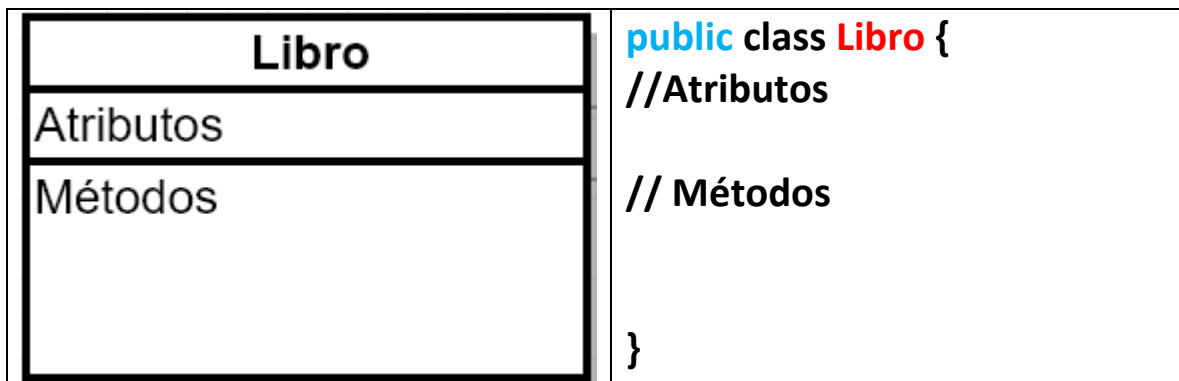 Libro
Atributos
Métodos
public class Libro {
//Atributos
// Métodos
}